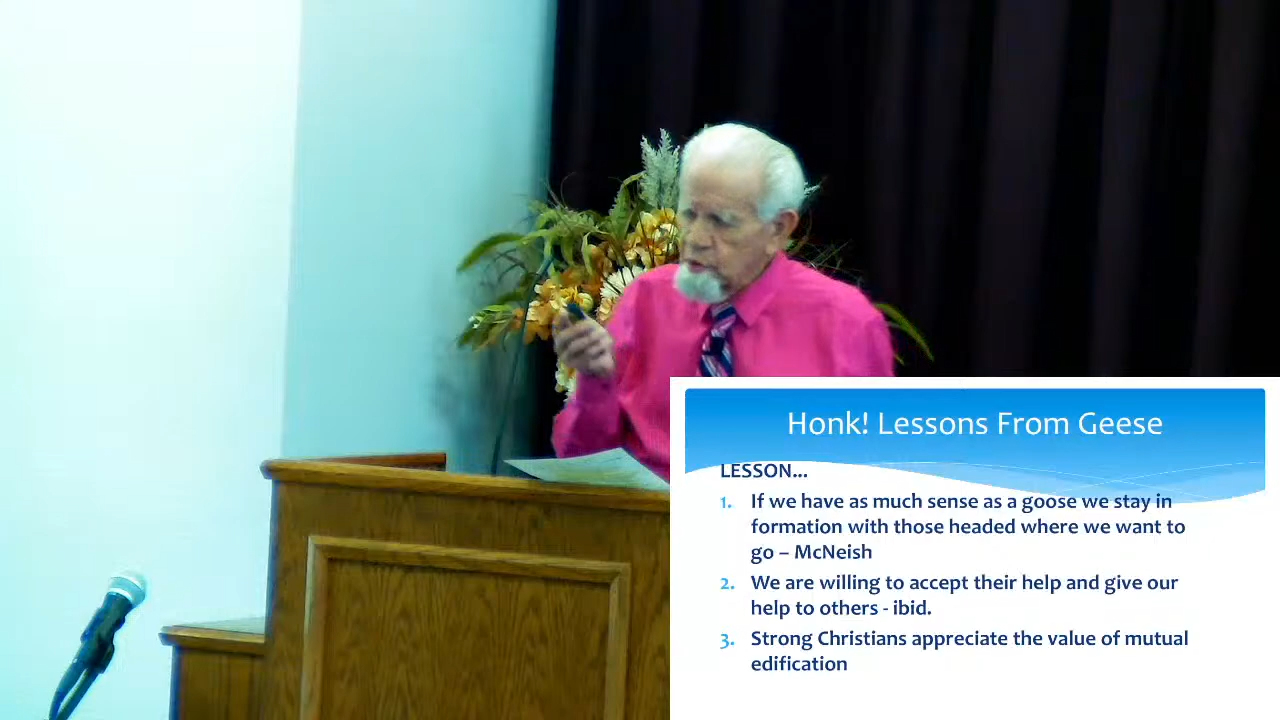 Honk! Lessons From Geese
LESSON...
1. If we have as much sense as a goose we stay in
formation with those headed where we want to
go – McNeish
2. We are willing to accept their help and give our
help to others - ibid.
3. Strong Christians appreciate the value of mutual
edification